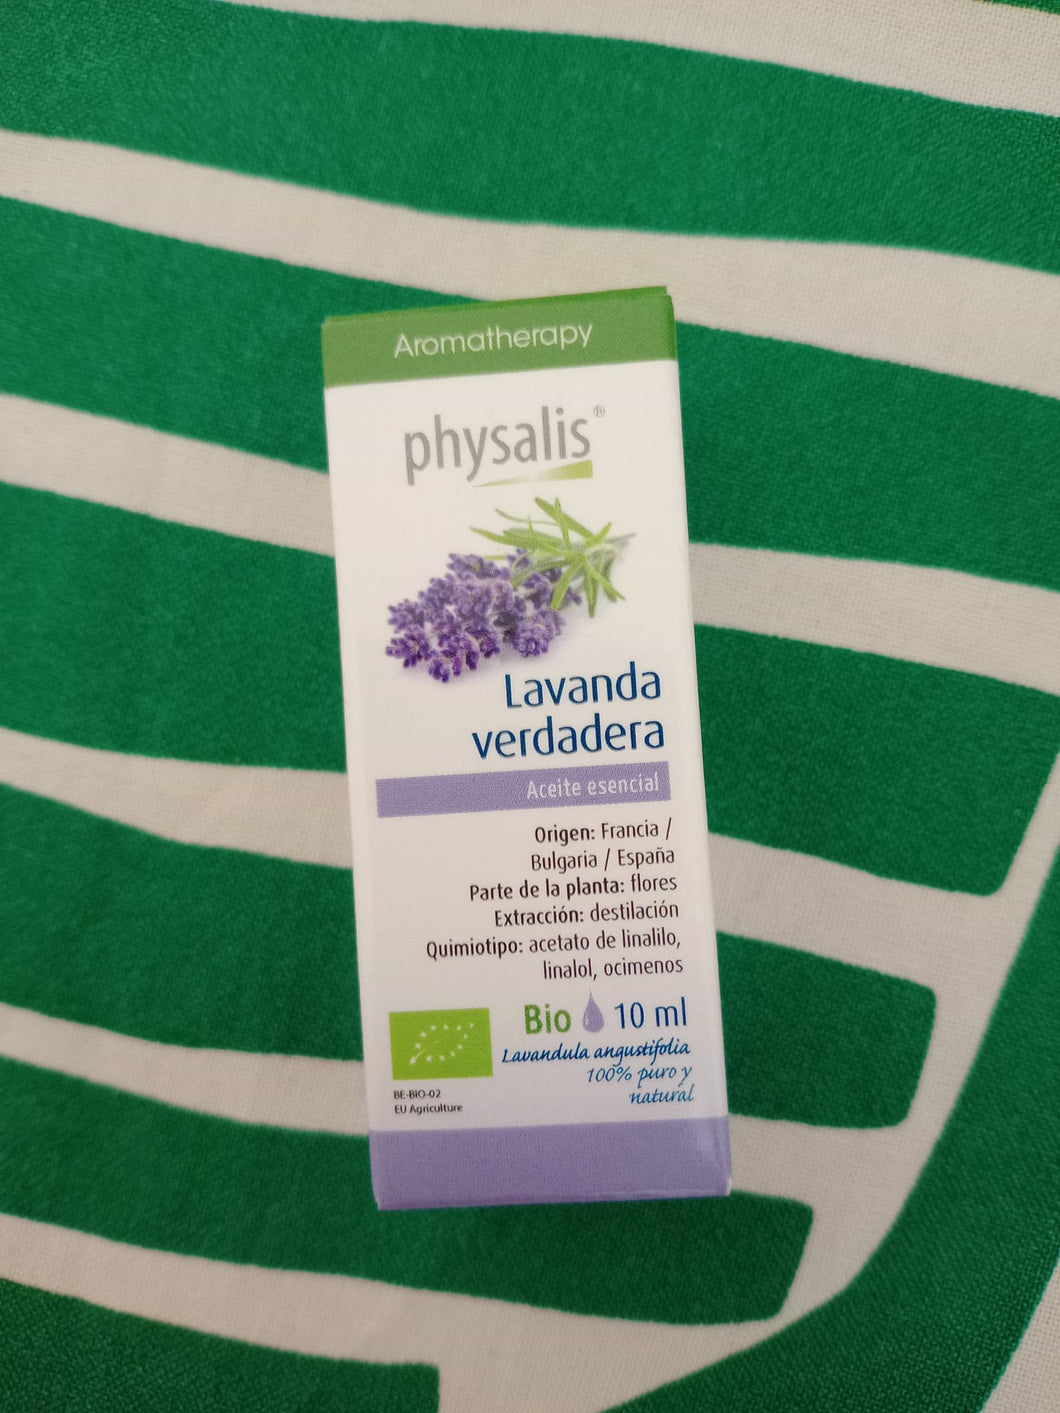 Aromatherapy
physalis®
Lavanda
verdadera
Aceite esencial
Origen: Francia /
Bulgaria / España
Parte de la planta: flores
Extracción: destilación
Quimiotipo: acetato de linalilo,
linalol, ocimenos
Bio 10 ml
Lavandula angustifolia
100% puro y
natural
BE-BIO-02
EU Agriculture